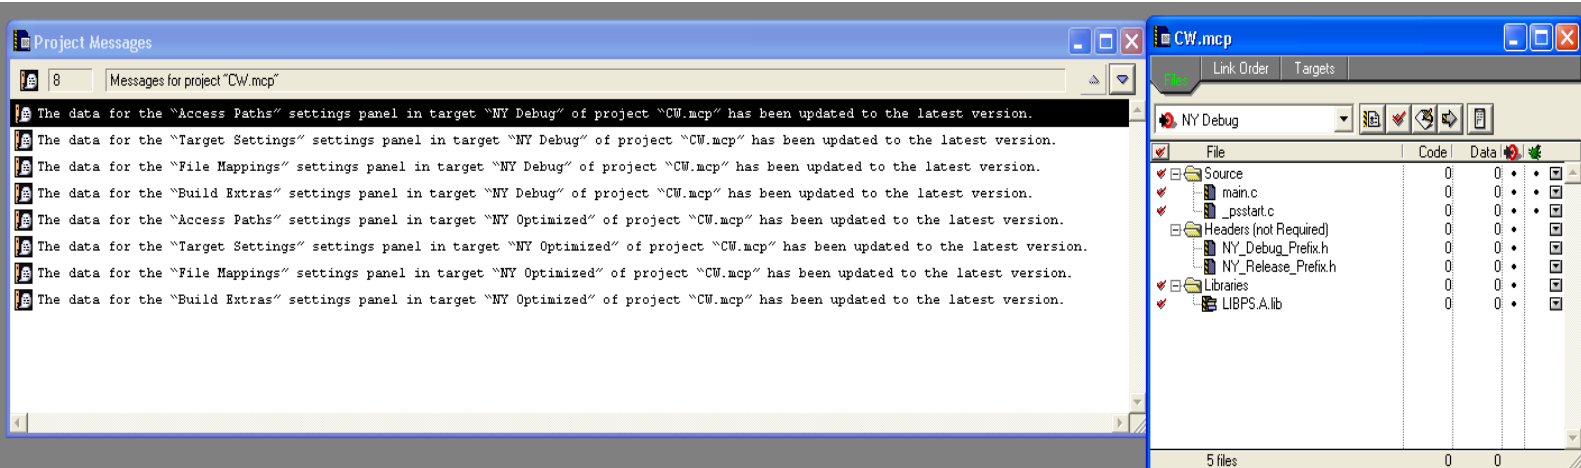 Project Messages
8 Messages for project "CW.mcp"
The data for the “Access Paths” settings panel in target “NY Debug” of project “CW.mcp” has been updated to the latest version.
The data for the “Target Settings” settings panel in target “NY Debug” of project “CW.mcp” has been updated to the latest version.
The data for the “File Mappings” settings panel in target “NY Debug” of project “CW.mcp” has been updated to the latest version.
The data for the “Build Extras” settings panel in target “NY Debug” of project “CW.mcp” has been updated to the latest version.
The data for the “Access Paths” settings panel in target “NY Optimized” of project “CW.mcp” has been updated to the latest version.
The data for the “Target Settings” settings panel in target “NY Optimized” of project “CW.mcp” has been updated to the latest version.
The data for the “File Mappings” settings panel in target “NY Optimized” of project “CW.mcp” has been updated to the latest version.
The data for the “Build Extras” settings panel in target “NY Optimized” of project “CW.mcp” has been updated to the latest version.
CW.mcp
Files Link Order Targets
NY Debug
File Code Data
Source 0 0
main.c 0 0
_psstart.c 0 0
Headers (not Required) 0 0
NY_Debug_Prefix.h 0 0
NY_Release_Prefix.h 0 0
Libraries 0 0
LIBPS.A.lib 0 0
5 files 0 0